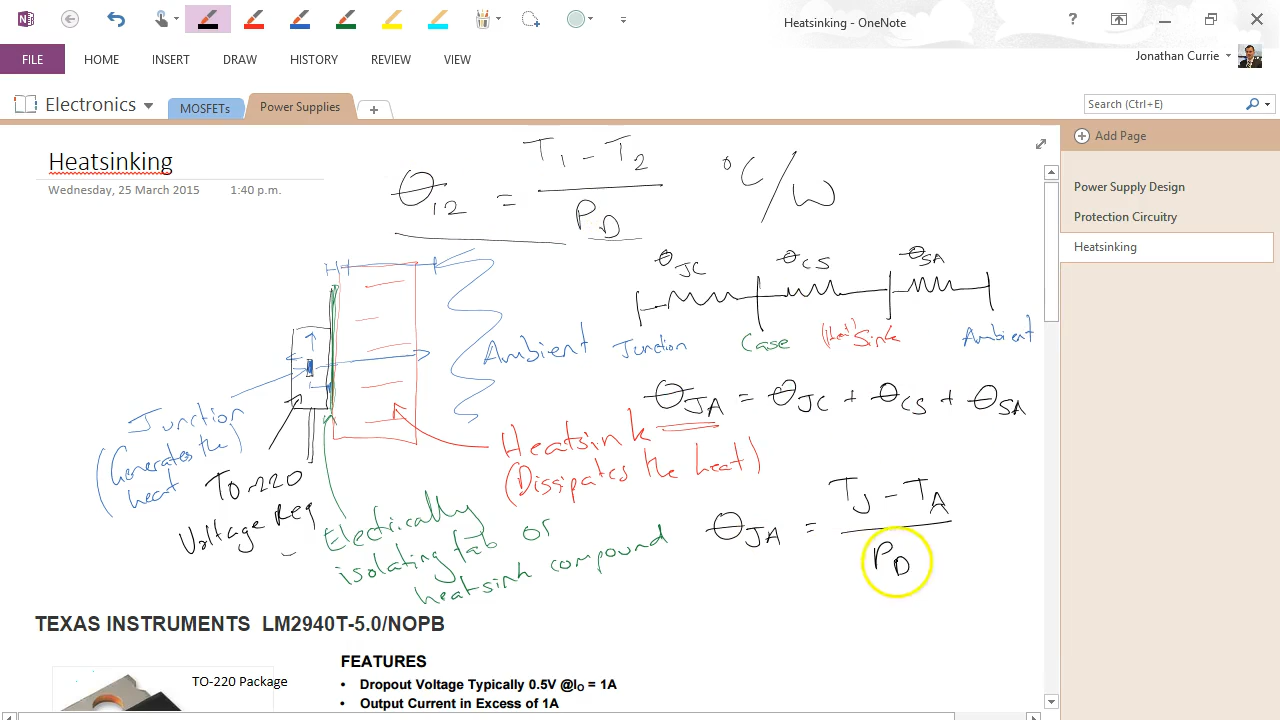 Heatsinking - OneNote
?
FILE
HOME
INSERT
DRAW
HISTORY
REVIEW
VIEW
Jonathan Currie
Electronics
MOSFETs
Power Supplies
+
Search (Ctrl+E)
Add Page
Power Supply Design
Protection Circuitry
Heatsinking
Heatsinking
Wednesday, 25 March 2015 1:40 p.m.
θ12 = T1 - T2 / PD °C/W
θJC θCS θSA
Junction Case (Heat) Sink Ambient
Ambient
θJA = θJC + θCS + θSA
Junction
(Generates the
heat
Heatsink
(Dissipates the heat)
TO-220
Voltage Reg
Electrically
isolating fab or
heatsink compound
θJA = TJ - TA / PD
TEXAS INSTRUMENTS LM2940T-5.0/NOPB
TO-220 Package
FEATURES
• Dropout Voltage Typically 0.5V @IO = 1A
• Output Current in Excess of 1A